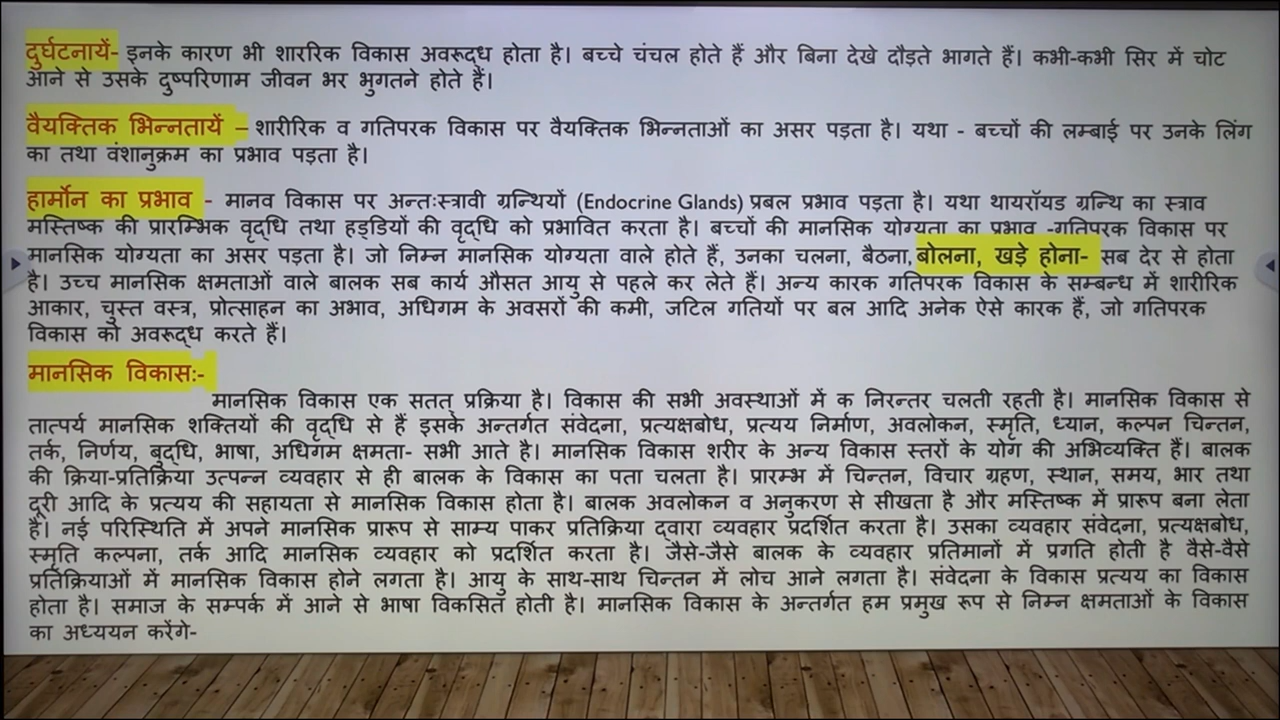 दुर्घटनायें- इनके कारण भी शाररिक विकास अवरूद्ध होता है। बच्चे चंचल होते हैं और बिना देखे दौड़ते भागते हैं। कभी-कभी सिर में चोट
आने से उसके दुष्परिणाम जीवन भर भुगतने होते हैं।
वैयक्तिक भिन्नतायें – शारीरिक व गतिपरक विकास पर वैयक्तिक भिन्नताओं का असर पड़ता है। यथा - बच्चों की लम्बाई पर उनके लिंग
का तथा वंशानुक्रम का प्रभाव पड़ता है।
हार्मोन का प्रभाव - मानव विकास पर अन्तःस्त्रावी ग्रन्थियों (Endocrine Glands) प्रबल प्रभाव पड़ता है। यथा थायरॉयड ग्रन्थि का स्त्राव
मस्तिष्क की प्रारम्भिक वृद्धि तथा हड्डियों की वृद्धि को प्रभावित करता है। बच्चों की मानसिक योग्यता का प्रभाव -गतिपरक विकास पर
मानसिक योग्यता का असर पड़ता है। जो निम्न मानसिक योग्यता वाले होते हैं, उनका चलना, बैठना, बोलना, खड़े होना- सब देर से होता
है। उच्च मानसिक क्षमताओं वाले बालक सब कार्य औसत आयु से पहले कर लेते हैं। अन्य कारक गतिपरक विकास के सम्बन्ध में शारीरिक
आकार, चुस्त वस्त्र, प्रोत्साहन का अभाव, अधिगम के अवसरों की कमी, जटिल गतियों पर बल आदि अनेक ऐसे कारक हैं, जो गतिपरक
विकास को अवरूद्ध करते हैं।
मानसिक विकास:-
मानसिक विकास एक सतत् प्रक्रिया है। विकास की सभी अवस्थाओं में क निरन्तर चलती रहती है। मानसिक विकास से
तात्पर्य मानसिक शक्तियों की वृद्धि से हैं इसके अन्तर्गत संवेदना, प्रत्यक्षबोध, प्रत्यय निर्माण, अवलोकन, स्मृति, ध्यान, कल्पन चिन्तन,
तर्क, निर्णय, बुद्धि, भाषा, अधिगम क्षमता- सभी आते है। मानसिक विकास शरीर के अन्य विकास स्तरों के योग की अभिव्यक्ति हैं। बालक
की क्रिया-प्रतिक्रिया उत्पन्न व्यवहार से ही बालक के विकास का पता चलता है। प्रारम्भ में चिन्तन, विचार ग्रहण, स्थान, समय, भार तथा
दूरी आदि के प्रत्यय की सहायता से मानसिक विकास होता है। बालक अवलोकन व अनुकरण से सीखता है और मस्तिष्क में प्रारूप बना लेता
है। नई परिस्थिति में अपने मानसिक प्रारूप से साम्य पाकर प्रतिक्रिया द्वारा व्यवहार प्रदर्शित करता है। उसका व्यवहार संवेदना, प्रत्यक्षबोध,
स्मृति कल्पना, तर्क आदि मानसिक व्यवहार को प्रदर्शित करता है। जैसे-जैसे बालक के व्यवहार प्रतिमानों में प्रगति होती है वैसे-वैसे
प्रतिक्रियाओं में मानसिक विकास होने लगता है। आयु के साथ-साथ चिन्तन में लोच आने लगता है। संवेदना के विकास प्रत्यय का विकास
होता है। समाज के सम्पर्क में आने से भाषा विकसित होती है। मानसिक विकास के अन्तर्गत हम प्रमुख रूप से निम्न क्षमताओं के विकास
का अध्ययन करेंगे-